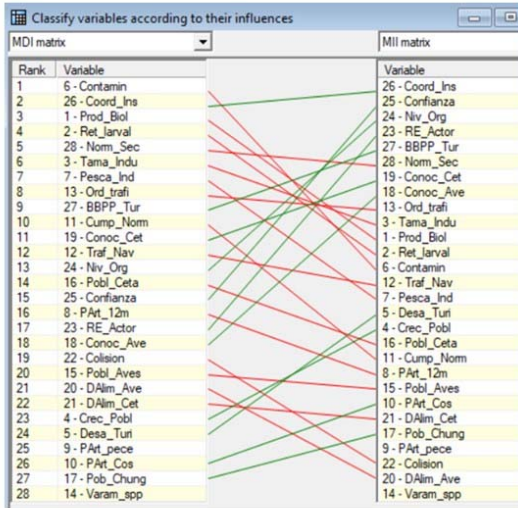 Classify variables according to their influences
MDI matrix
MII matrix
Rank Variable
1 6 - Contamin
2 26 - Coord_Ins
3 1 - Prod_Biol
4 2 - Ret_larval
5 28 - Norm_Sec
6 3 - Tama_Indu
7 7 - Pesca_Ind
8 13 - Ord_trafi
9 27 - BBPP_Tur
10 11 - Cump_Norm
11 19 - Conoc_Cet
12 12 - Traf_Nav
13 24 - Niv_Org
14 16 - Pobl_Ceta
15 25 - Confianza
16 8 - PArt_12m
17 23 - RE_Actor
18 18 - Conoc_Ave
19 22 - Colision
20 15 - Pobl_Aves
21 20 - DAlim_Ave
22 21 - DAlim_Cet
23 4 - Crec_Pobl
24 5 - Desa_Turi
25 9 - PArt_pece
26 10 - PArt_Cos
27 17 - Pob_Chung
28 14 - Varam_spp
Variable
26 - Coord_Ins
25 - Confianza
24 - Niv_Org
23 - RE_Actor
27 - BBPP_Tur
28 - Norm_Sec
19 - Conoc_Cet
18 - Conoc_Ave
13 - Ord_trafi
3 - Tama_Indu
1 - Prod_Biol
2 - Ret_larval
6 - Contamin
12 - Traf_Nav
7 - Pesca_Ind
5 - Desa_Turi
4 - Crec_Pobl
16 - Pobl_Ceta
11 - Cump_Norm
8 - PArt_12m
15 - Pobl_Aves
10 - PArt_Cos
21 - DAlim_Cet
17 - Pob_Chung
9 - PArt_pece
22 - Colision
20 - DAlim_Ave
14 - Varam_spp